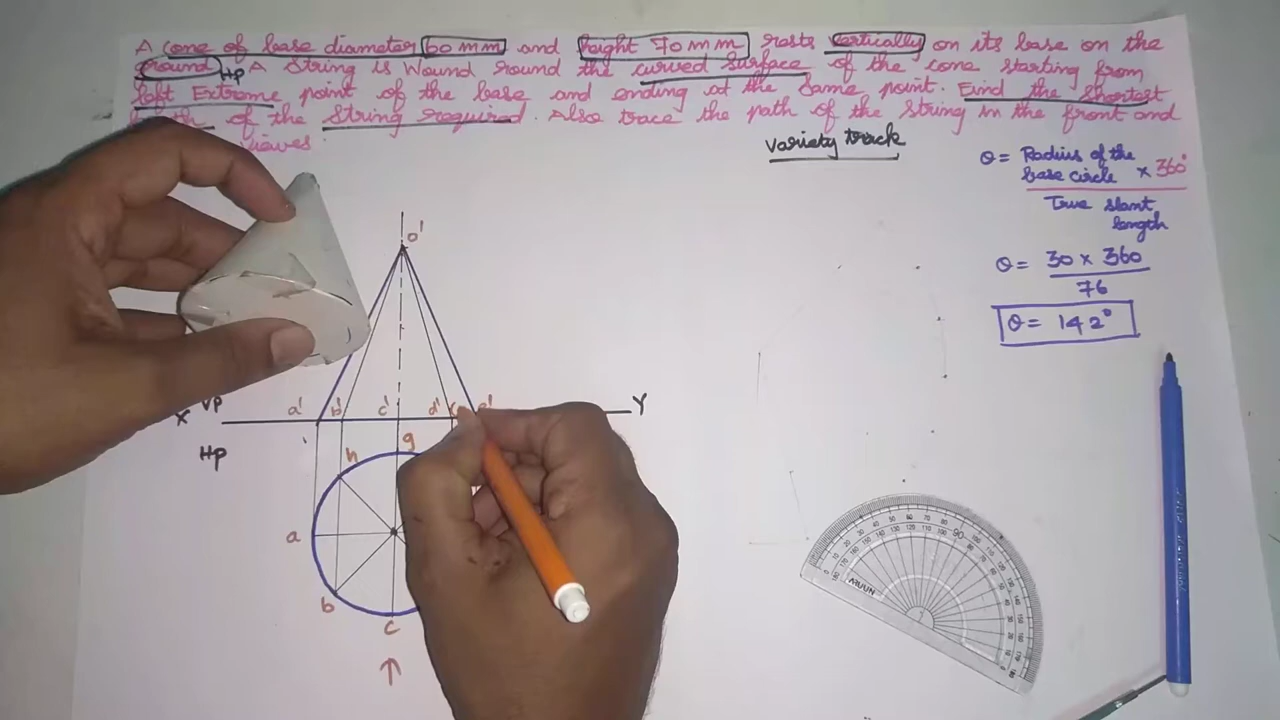 A cone of base diameter 60 mm and height 70 mm rests vertically on its base on the
ground HP A string is wound round the curved surface of the cone starting from
left Extreme point of the base and ending at the same point. Find the shortest
of the string required. Also trace the path of the string in the front and
views
variety track
θ = Radius of the base circle × 360°
True slant length
θ = 30 × 360
76
θ = 142°
O'
a' b' c' d' e'
X VP Y
HP
g
h
a
b
c
MUUN